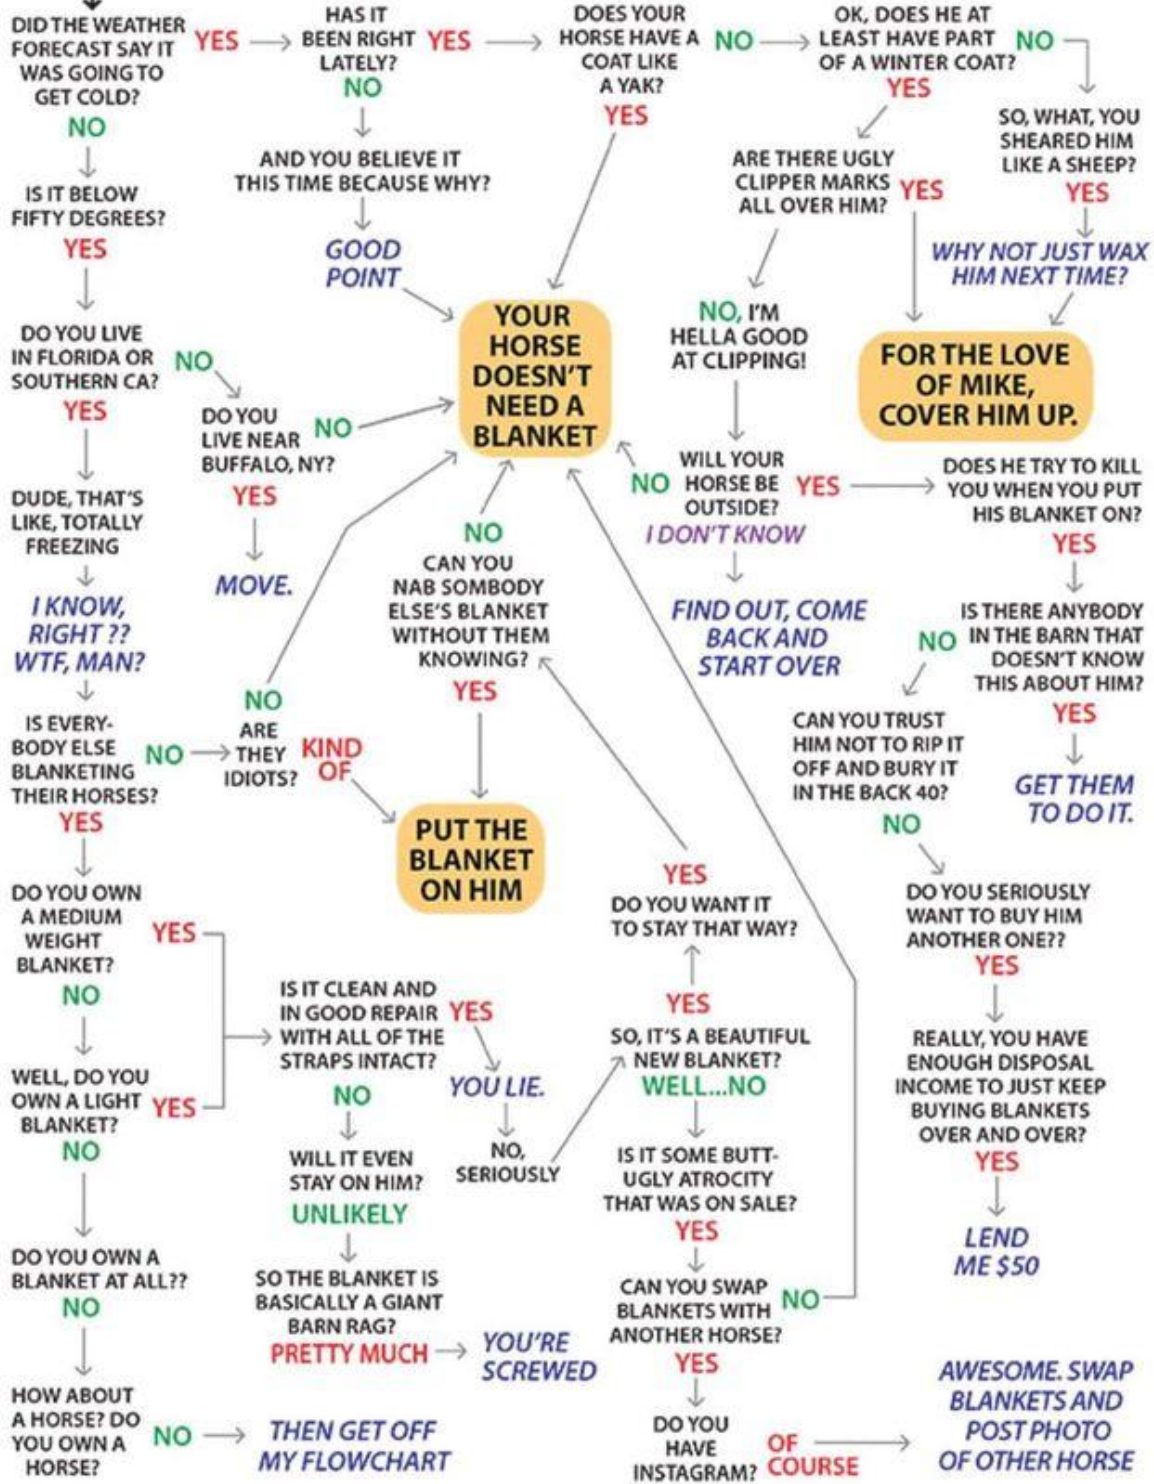 DID THE WEATHER
FORECAST SAY IT
WAS GOING TO
GET COLD?
YES
NO
HAS IT
BEEN RIGHT
LATELY?
YES
NO
DOES YOUR
HORSE HAVE A
COAT LIKE
A YAK?
NO
YES
OK, DOES HE AT
LEAST HAVE PART
OF A WINTER COAT?
NO
YES
SO, WHAT, YOU
SHEARED HIM
LIKE A SHEEP?
YES
WHY NOT JUST WAX
HIM NEXT TIME?
AND YOU BELIEVE IT
THIS TIME BECAUSE WHY?
GOOD
POINT
ARE THERE UGLY
CLIPPER MARKS
ALL OVER HIM?
YES
IS IT BELOW
FIFTY DEGREES?
YES
YOUR
HORSE
DOESN'T
NEED A
BLANKET
NO, I'M
HELLA GOOD
AT CLIPPING!
FOR THE LOVE
OF MIKE,
COVER HIM UP.
DO YOU LIVE
IN FLORIDA OR
SOUTHERN CA?
NO
YES
DO YOU
LIVE NEAR
BUFFALO, NY?
NO
YES
MOVE.
WILL YOUR
HORSE BE
OUTSIDE?
NO
YES
I DON'T KNOW
FIND OUT, COME
BACK AND
START OVER
DOES HE TRY TO KILL
YOU WHEN YOU PUT
HIS BLANKET ON?
YES
IS THERE ANYBODY
IN THE BARN THAT
DOESN'T KNOW
THIS ABOUT HIM?
NO
YES
GET THEM
TO DO IT.
DUDE, THAT'S
LIKE, TOTALLY
FREEZING
I KNOW,
RIGHT ??
WTF, MAN?
NO
CAN YOU
NAB SOMBODY
ELSE'S BLANKET
WITHOUT THEM
KNOWING?
YES
IS EVERY-
BODY ELSE
BLANKETING
THEIR HORSES?
NO
YES
NO
ARE
THEY
IDIOTS?
KIND
OF
PUT THE
BLANKET
ON HIM
CAN YOU TRUST
HIM NOT TO RIP IT
OFF AND BURY IT
IN THE BACK 40?
NO
DO YOU SERIOUSLY
WANT TO BUY HIM
ANOTHER ONE??
YES
REALLY, YOU HAVE
ENOUGH DISPOSAL
INCOME TO JUST KEEP
BUYING BLANKETS
OVER AND OVER?
YES
LEND
ME $50
DO YOU OWN
A MEDIUM
WEIGHT
BLANKET?
YES
NO
WELL, DO YOU
OWN A LIGHT
BLANKET?
YES
NO
IS IT CLEAN AND
IN GOOD REPAIR
WITH ALL OF THE
STRAPS INTACT?
YES
NO
YOU LIE.
NO,
SERIOUSLY
YES
DO YOU WANT IT
TO STAY THAT WAY?
YES
SO, IT'S A BEAUTIFUL
NEW BLANKET?
WELL...NO
IS IT SOME BUTT-
UGLY ATROCITY
THAT WAS ON SALE?
YES
WILL IT EVEN
STAY ON HIM?
UNLIKELY
SO THE BLANKET IS
BASICALLY A GIANT
BARN RAG?
PRETTY MUCH
YOU'RE
SCREWED
CAN YOU SWAP
BLANKETS WITH
ANOTHER HORSE?
NO
YES
DO YOU OWN A
BLANKET AT ALL??
NO
HOW ABOUT
A HORSE? DO
YOU OWN A
HORSE?
NO
THEN GET OFF
MY FLOWCHART
DO YOU
HAVE
INSTAGRAM?
OF
COURSE
AWESOME. SWAP
BLANKETS AND
POST PHOTO
OF OTHER HORSE